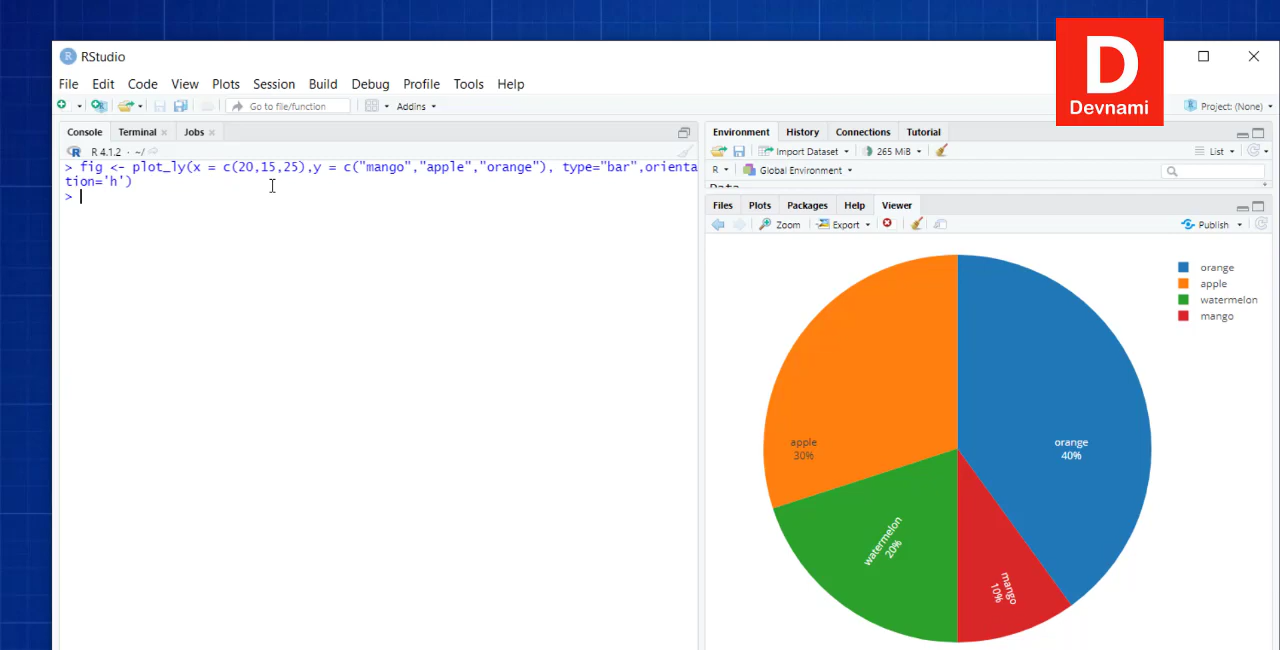 R RStudio
D
Devnami
File Edit Code View Plots Session Build Debug Profile Tools Help
Go to file/function Addins Project: (None)
Console Terminal Jobs
R R 4.1.2 · ~/
> fig <- plot_ly(x = c(20,15,25),y = c("mango","apple","orange"), type="bar",orienta
tion='h')
>
Environment History Connections Tutorial
Import Dataset 265 MiB List
R Global Environment
Data
Files Plots Packages Help Viewer
Zoom Export Publish
orange
apple
watermelon
mango
apple
30%
orange
40%
watermelon
20%
mango
10%